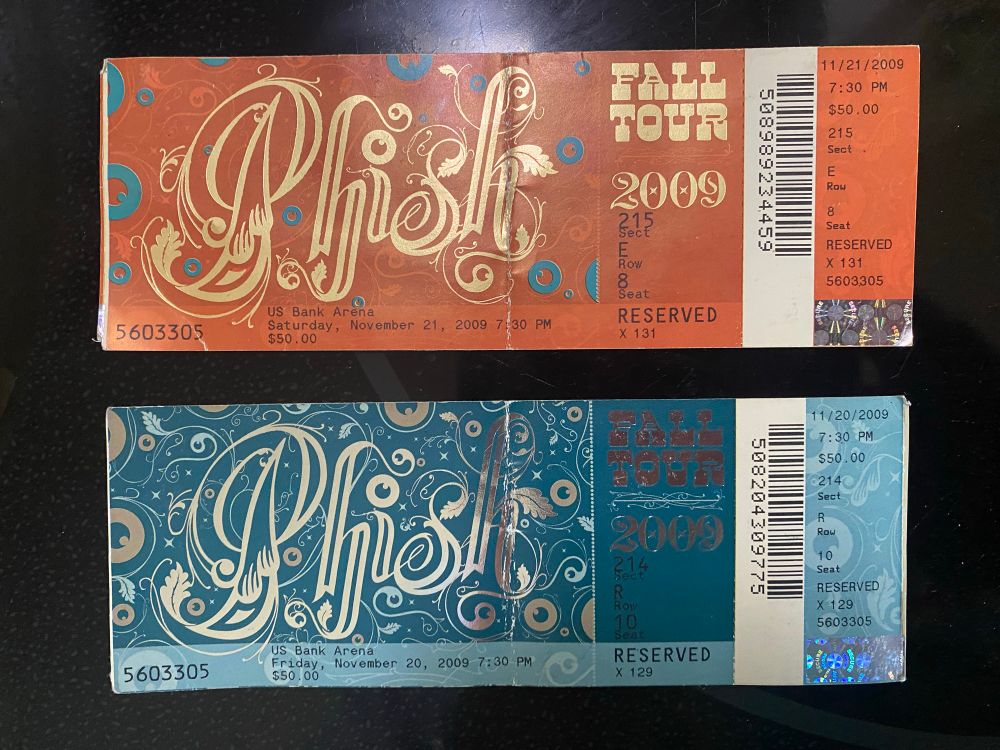 Phish
FALL
TOUR
2009
215
Sect
E
Row
8
Seat
RESERVED
X 131
5603305
US Bank Arena
Saturday, November 21, 2009 7:30 PM
$50.00
508989234459
11/21/2009
7:30 PM
$50.00
215
Sect
E
Row
8
Seat
RESERVED
X 131
5603305
Phish
FALL
TOUR
2009
214
Sect
R
Row
10
Seat
RESERVED
X 129
5603305
US Bank Arena
Friday, November 20, 2009 7:30 PM
$50.00
508204309775
11/20/2009
7:30 PM
$50.00
214
Sect
R
Row
10
Seat
RESERVED
X 129
5603305